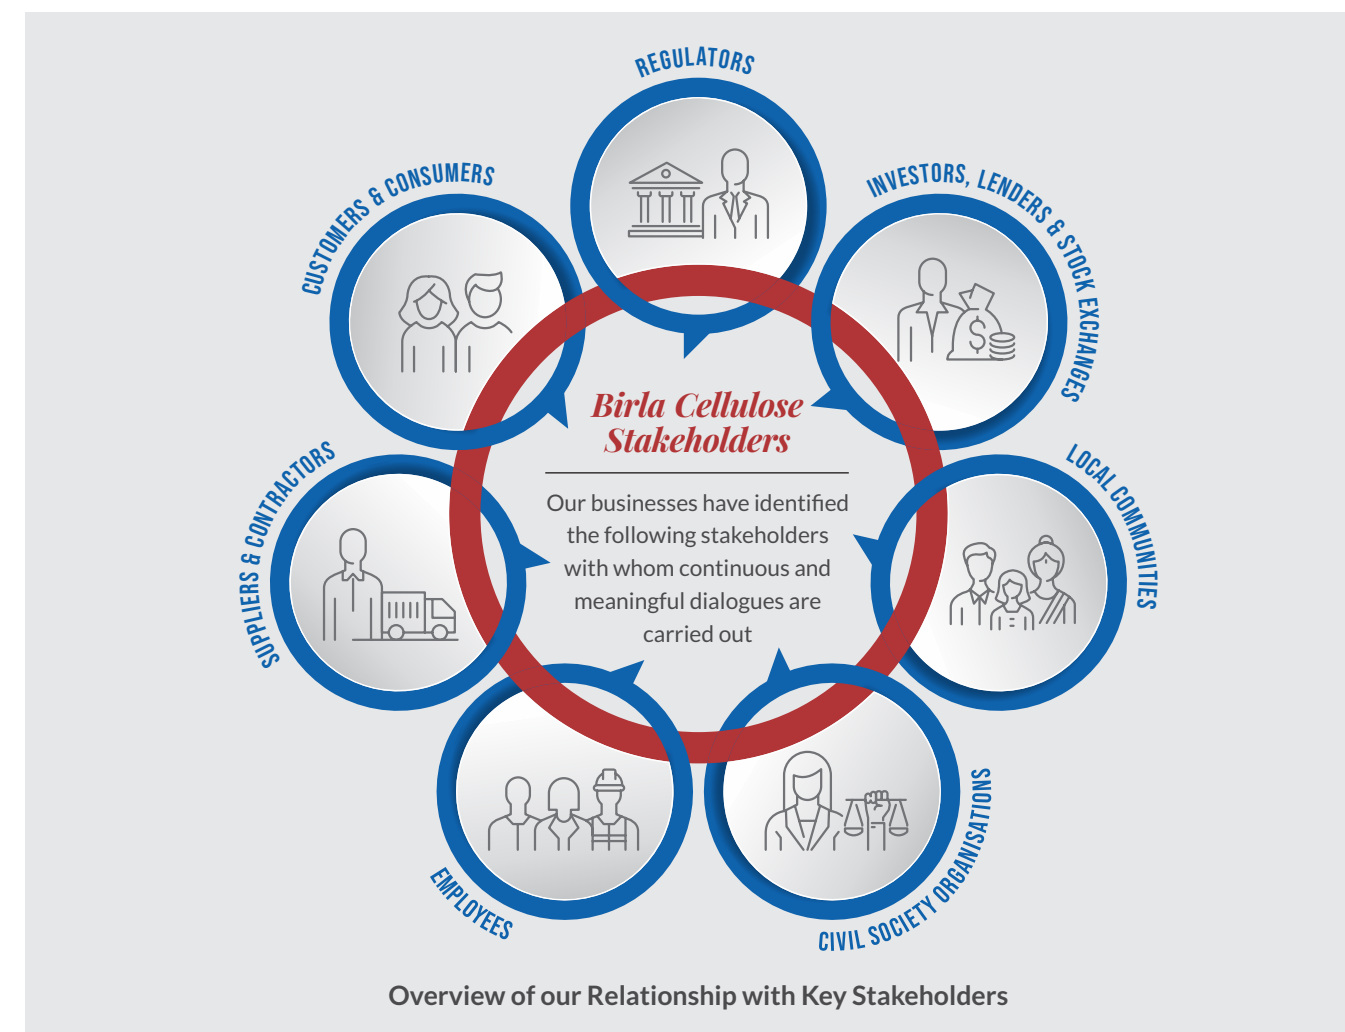 REGULATORS
INVESTORS, LENDERS & STOCK EXCHANGES
LOCAL COMMUNITIES
CIVIL SOCIETY ORGANISATIONS
EMPLOYEES
SUPPLIERS & CONTRACTORS
CUSTOMERS & CONSUMERS
Birla Cellulose
Stakeholders
Our businesses have identified
the following stakeholders
with whom continuous and
meaningful dialogues are
carried out
$
Overview of our Relationship with Key Stakeholders